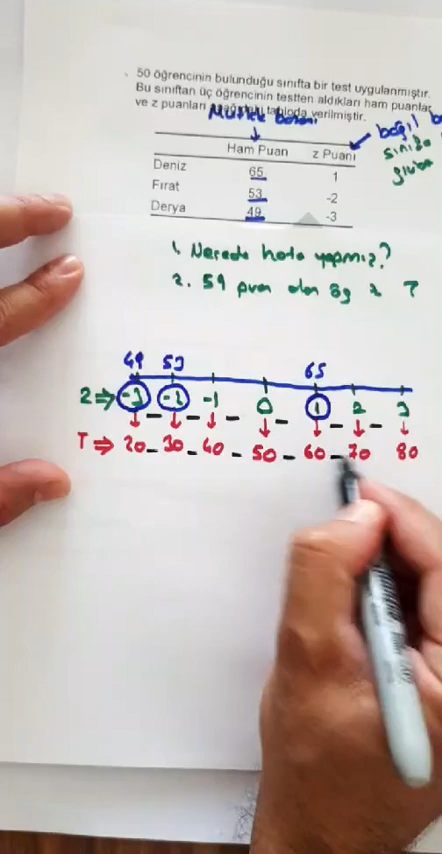 50 öğrencinin bulunduğu sınıfta bir test uygulanmıştır.
Bu sınıftan üç öğrencinin testten aldıkları ham puanlar
ve z puanları tabloda verilmiştir.
Mutlak başarı
bağıl b
sınıfa
gruba
Ham Puan z Puanı
Deniz 65 1
Fırat 53 -2
Derya 49 -3
1. Nerede hata yapmış?
2. 59 puan alan öğ z ?
49 53 65
Z ⇒ -3 -2 -1 0 1 2 3
T ⇒ 20 - 30 - 40 - 50 - 60 - 70 80